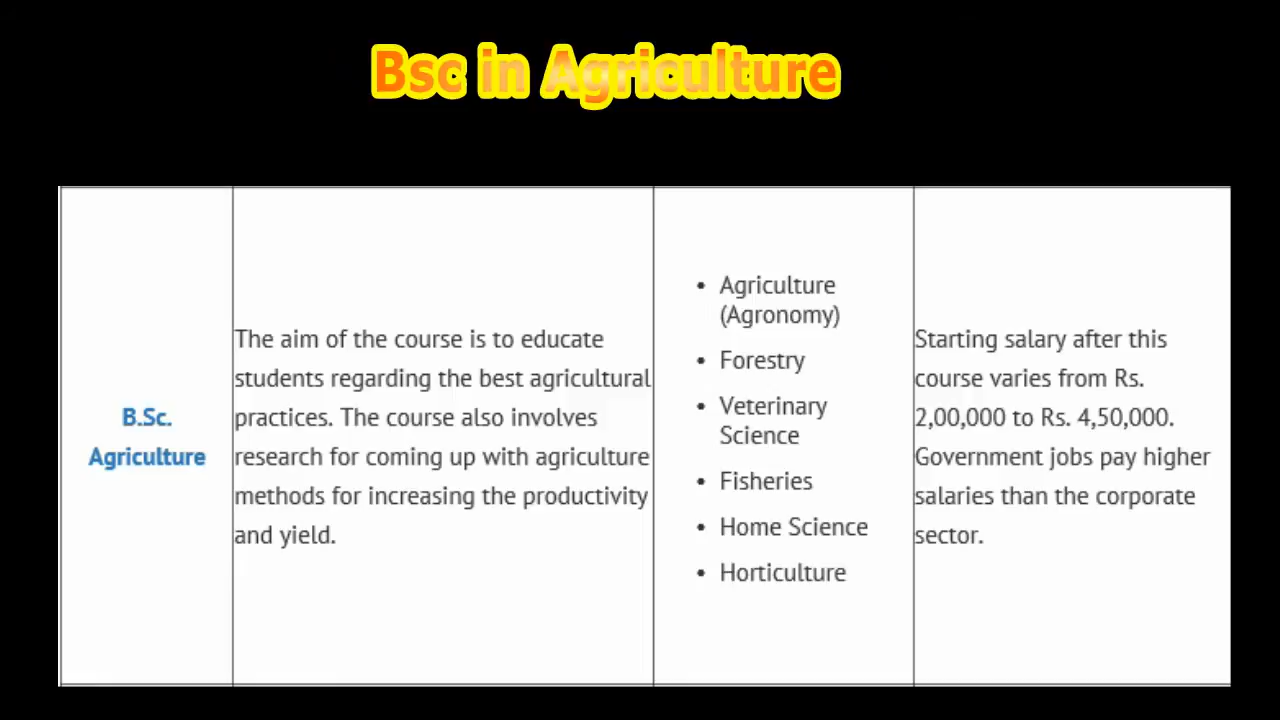 Bsc in Agriculture
B.Sc.
Agriculture
The aim of the course is to educate
students regarding the best agricultural
practices. The course also involves
research for coming up with agriculture
methods for increasing the productivity
and yield.
• Agriculture
(Agronomy)
• Forestry
• Veterinary
Science
• Fisheries
• Home Science
• Horticulture
Starting salary after this
course varies from Rs.
2,00,000 to Rs. 4,50,000.
Government jobs pay higher
salaries than the corporate
sector.